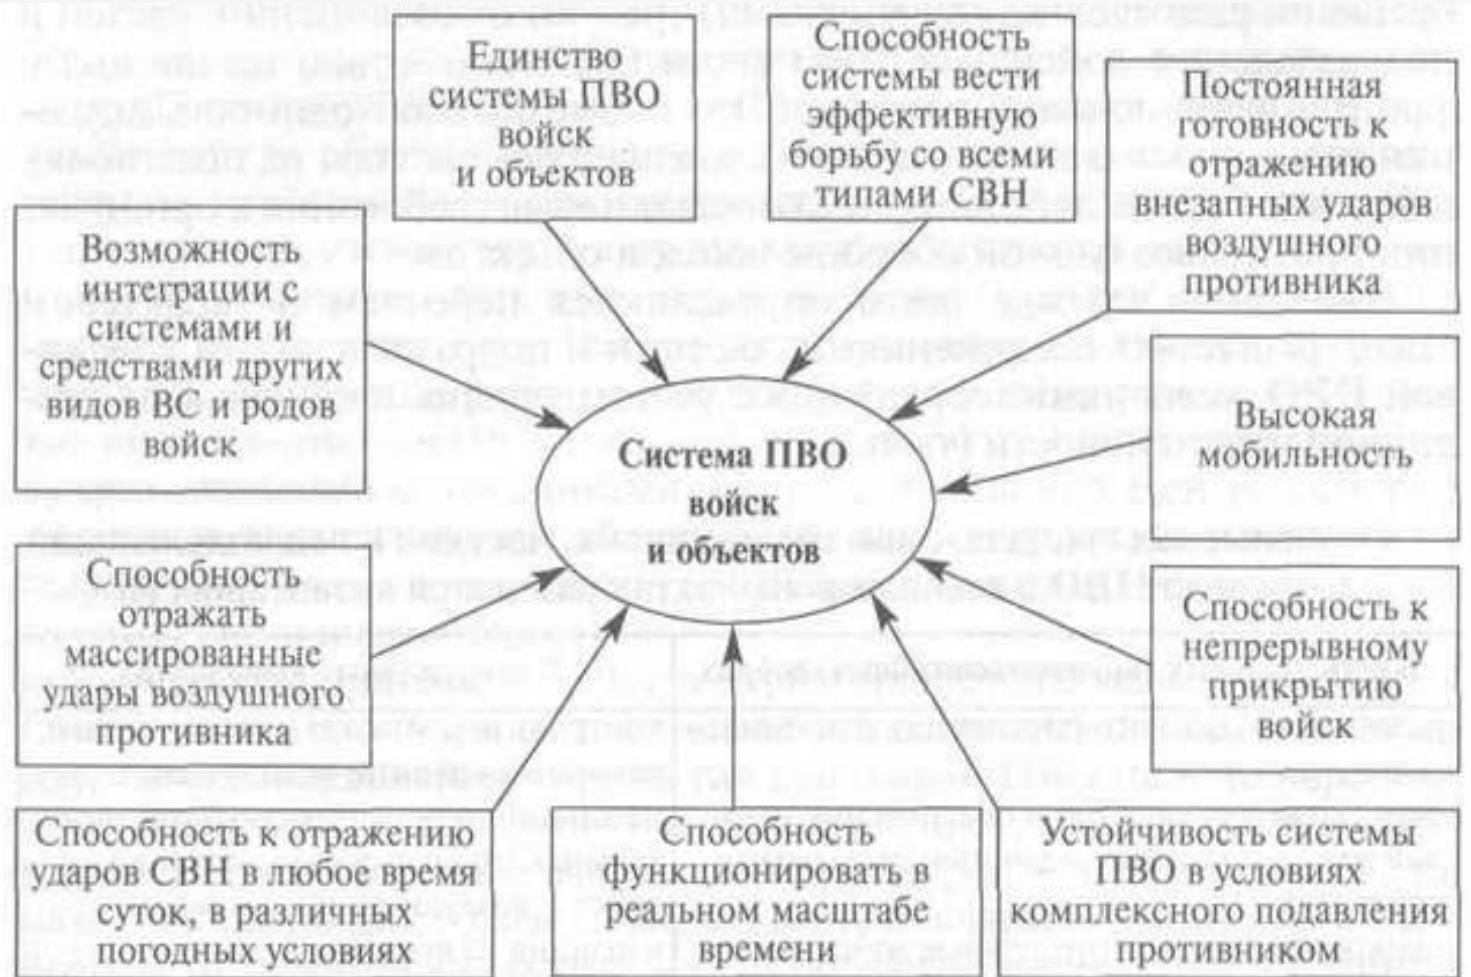 Единство
системы ПВО
войск
и объектов
Способность
системы вести
эффективную
борьбу со всеми
типами СВН
Постоянная
готовность к
отражению
внезапных ударов
воздушного
противника
Возможность
интеграции с
системами и
средствами других
видов ВС и родов
войск
Система ПВО
войск
и объектов
Высокая
мобильность
Способность
отражать
массированные
удары воздушного
противника
Способность к
непрерывному
прикрытию
войск
Способность к отражению
ударов СВН в любое время
суток, в различных
погодных условиях
Способность
функционировать в
реальном масштабе
времени
Устойчивость системы
ПВО в условиях
комплексного подавления
противником